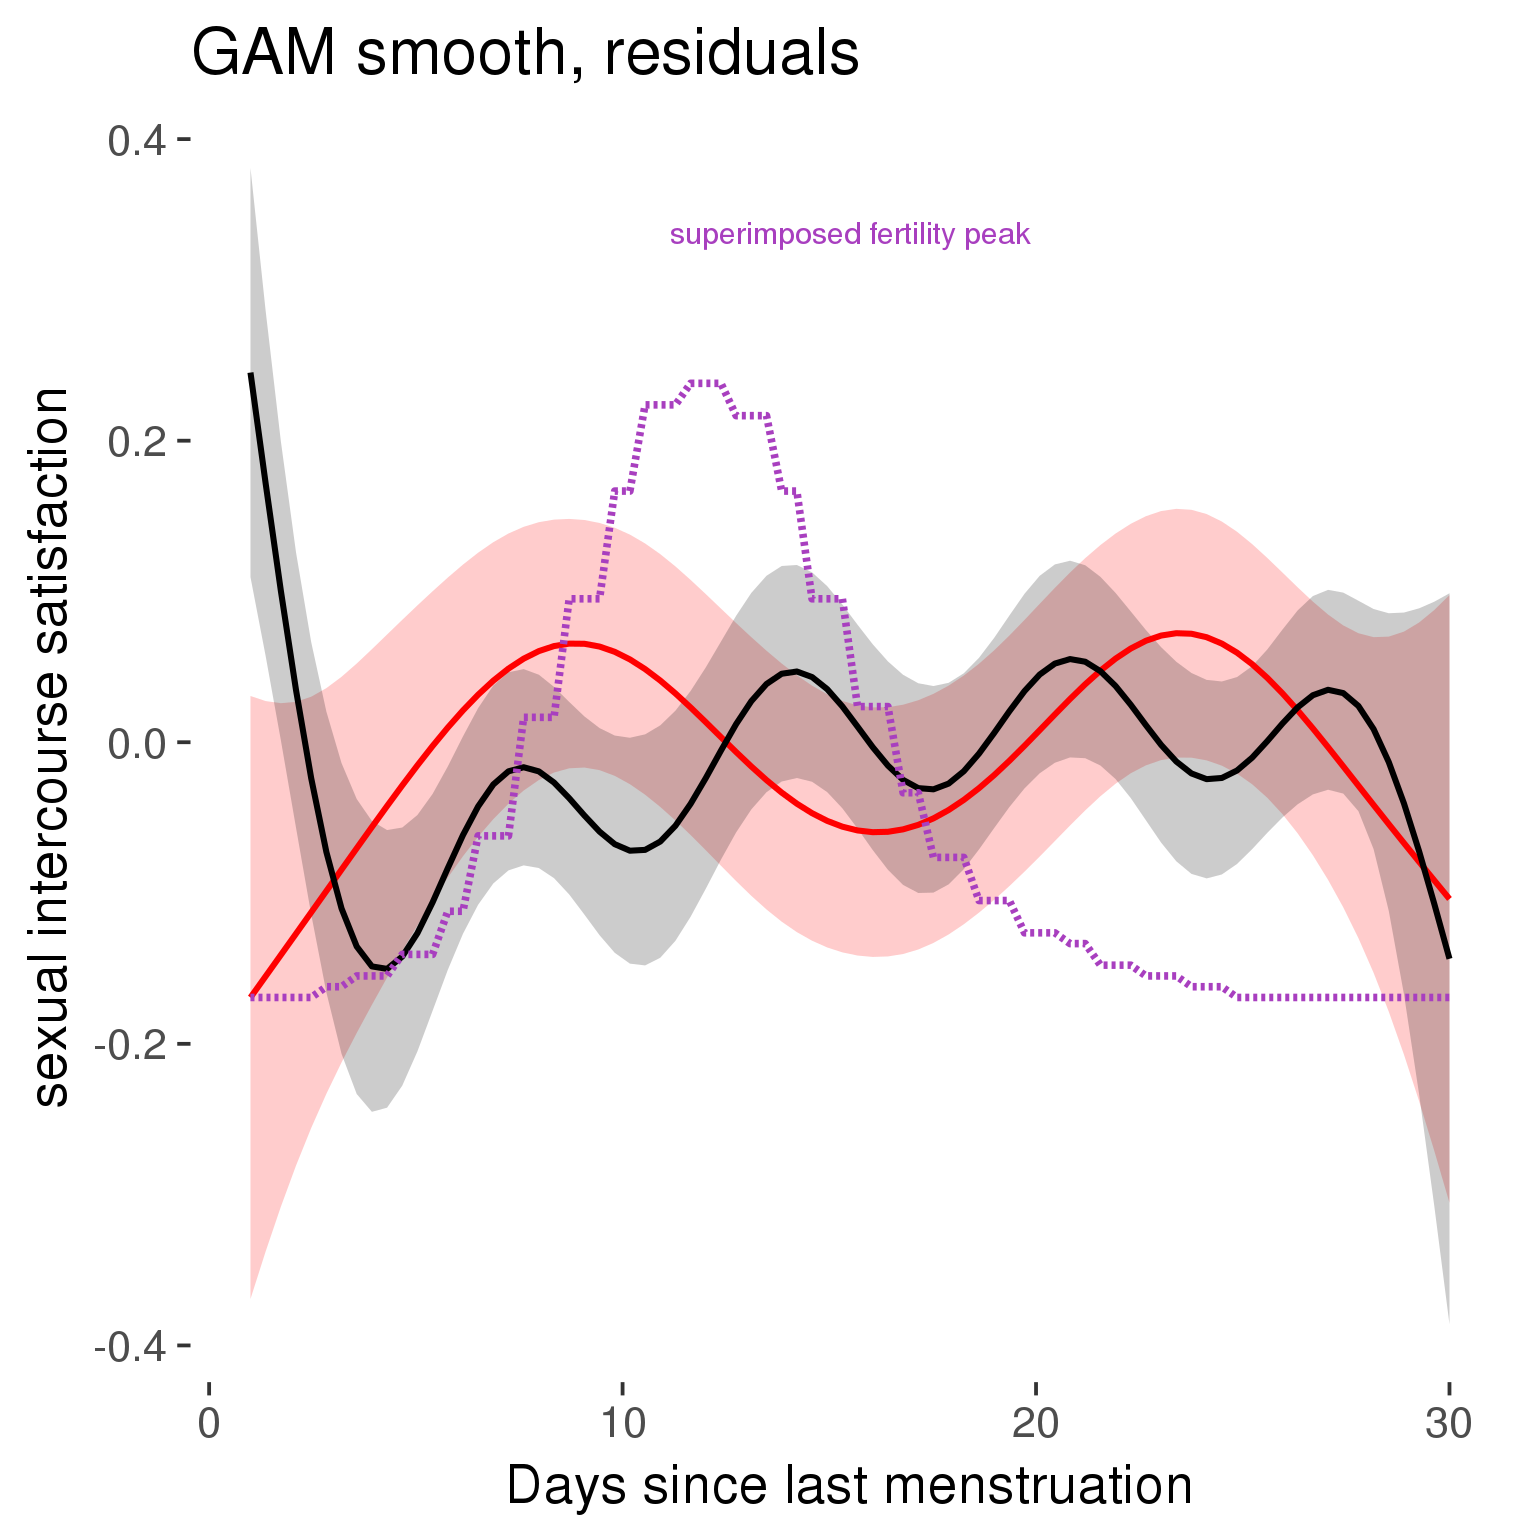 GAM smooth, residuals
0.4
superimposed fertility peak
0.2
0.0
-0.2
-0.4
sexual intercourse satisfaction
0 10 20 30
Days since last menstruation